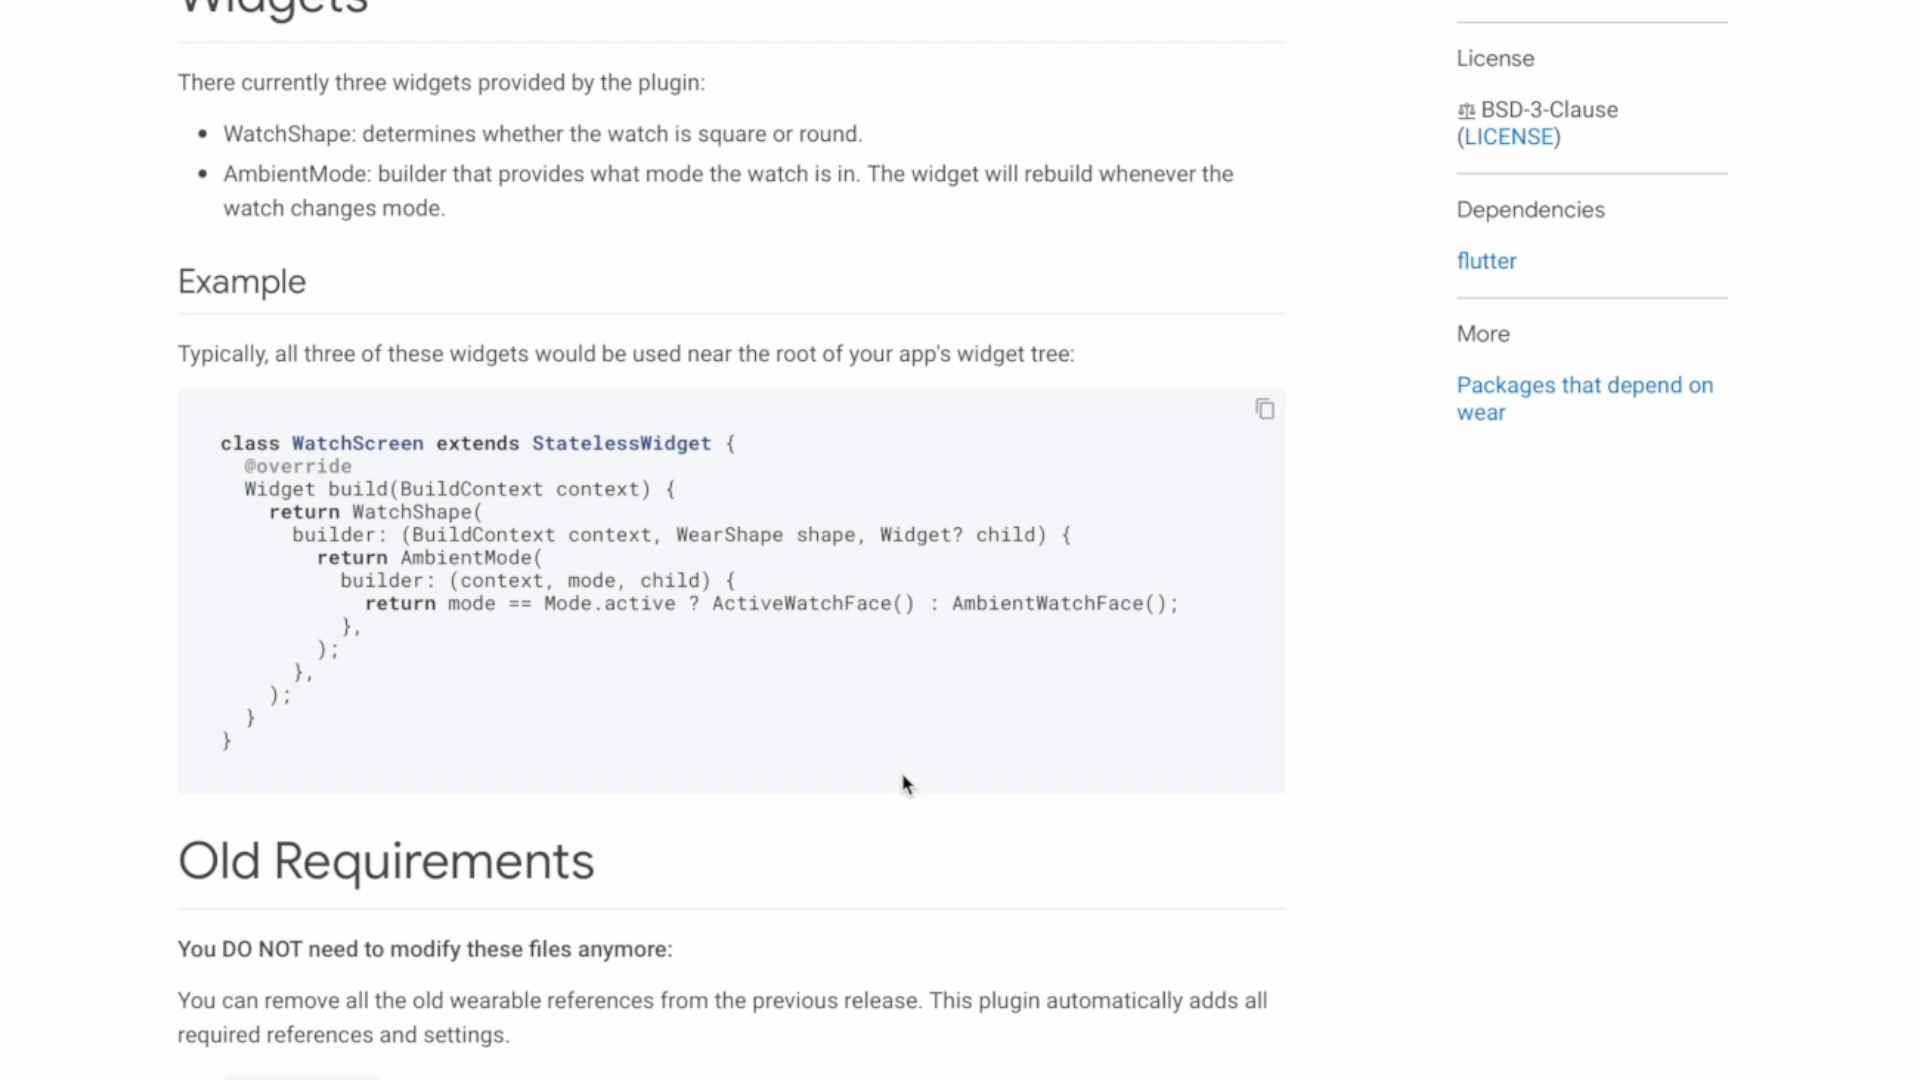 Widgets
There currently three widgets provided by the plugin:
WatchShape: determines whether the watch is square or round.
AmbientMode: builder that provides what mode the watch is in. The widget will rebuild whenever the
watch changes mode.
Example
Typically, all three of these widgets would be used near the root of your app's widget tree:
class WatchScreen extends StatelessWidget {
  @override
  Widget build(BuildContext context) {
    return WatchShape(
      builder: (BuildContext context, WearShape shape, Widget? child) {
        return AmbientMode(
          builder: (context, mode, child) {
            return mode == Mode.active ? ActiveWatchFace() : AmbientWatchFace();
          },
        );
      },
    );
  }
}
Old Requirements
You DO NOT need to modify these files anymore:
You can remove all the old wearable references from the previous release. This plugin automatically adds all
required references and settings.
License
BSD-3-Clause
(LICENSE)
Dependencies
flutter
More
Packages that depend on
wear